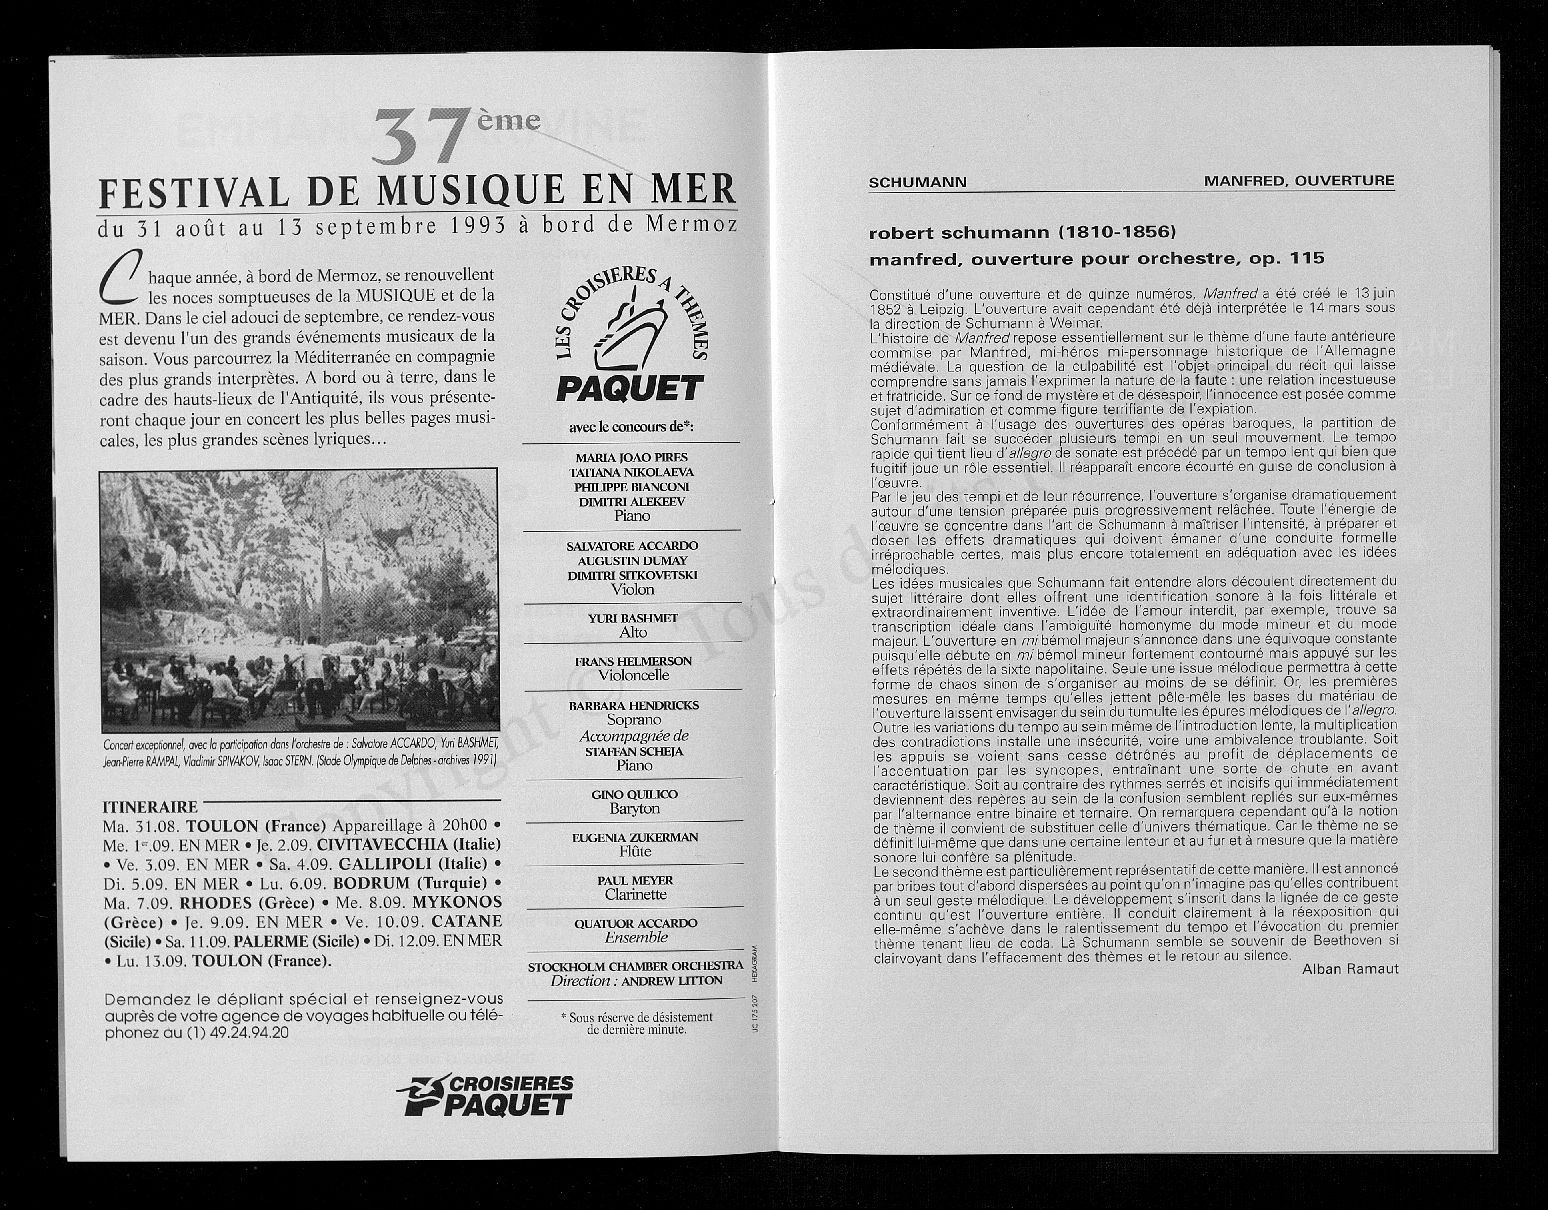 37ème
FESTIVAL DE MUSIQUE EN MER
du 31 août au 13 septembre 1993 à bord de Mermoz
Chaque année, à bord de Mermoz, se renouvellent
les noces somptueuses de la MUSIQUE et de la
MER. Dans le ciel adouci de septembre, ce rendez-vous
est devenu l'un des grands événements musicaux de la
saison. Vous parcourrez la Méditerranée en compagnie
des plus grands interprètes. A bord ou à terre, dans le
cadre des hauts-lieux de l'Antiquité, ils vous présente-
ront chaque jour en concert les plus belles pages musi-
cales, les plus grandes scènes lyriques...
Concert exceptionnel, avec la participation dans l'orchestre de : Salvatore ACCARDO, Yuri BASHMET,
Jean-Pierre RAMPAL, Vladimir SPIVAKOV, Isaac STERN. (Stade Olympique de Delphes - archives 1991)
ITINERAIRE
Ma. 31.08. TOULON (France) Appareillage à 20h00 •
Me. 1er.09. EN MER • Je. 2.09. CIVITAVECCHIA (Italie)
• Ve. 3.09. EN MER • Sa. 4.09. GALLIPOLI (Italie) •
Di. 5.09. EN MER • Lu. 6.09. BODRUM (Turquie) •
Ma. 7.09. RHODES (Grèce) • Me. 8.09. MYKONOS
(Grèce) • Je. 9.09. EN MER • Ve. 10.09. CATANE
(Sicile) • Sa. 11.09. PALERME (Sicile) • Di. 12.09. EN MER
• Lu. 13.09. TOULON (France).
Demandez le dépliant spécial et renseignez-vous
auprès de votre agence de voyages habituelle ou télé-
phonez au (1) 49.24.94.20
LES CROISIERES A THEMES
PAQUET
avec le concours de*:
MARIA JOAO PIRES
TATIANA NIKOLAEVA
PHILIPPE BIANCONI
DIMITRI ALEKEEV
Piano
SALVATORE ACCARDO
AUGUSTIN DUMAY
DIMITRI SITKOVETSKI
Violon
YURI BASHMET
Alto
FRANS HELMERSON
Violoncelle
BARBARA HENDRICKS
Soprano
Accompagnée de
STAFFAN SCHEJA
Piano
GINO QUILICO
Baryton
EUGENIA ZUKERMAN
Flûte
PAUL MEYER
Clarinette
QUATUOR ACCARDO
Ensemble
STOCKHOLM CHAMBER ORCHESTRA
Direction : ANDREW LITTON
* Sous réserve de désistement
de dernière minute.
UC 175 207 HEXAGRAM
CROISIERES
PAQUET
SCHUMANN MANFRED, OUVERTURE
robert schumann (1810-1856)
manfred, ouverture pour orchestre, op. 115
Constitué d'une ouverture et de quinze numéros, Manfred a été créé le 13 juin
1852 à Leipzig. L'ouverture avait cependant été déjà interprétée le 14 mars sous
la direction de Schumann à Weimar.
L'histoire de Manfred repose essentiellement sur le thème d'une faute antérieure
commise par Manfred, mi-héros mi-personnage historique de l'Allemagne
médiévale. La question de la culpabilité est l'objet principal du récit qui laisse
comprendre sans jamais l'exprimer la nature de la faute : une relation incestueuse
et fratricide. Sur ce fond de mystère et de désespoir, l'innocence est posée comme
sujet d'admiration et comme figure terrifiante de l'expiation.
Conformément à l'usage des ouvertures des opéras baroques, la partition de
Schumann fait se succéder plusieurs tempi en un seul mouvement. Le tempo
rapide qui tient lieu d'allegro de sonate est précédé par un tempo lent qui bien que
fugitif joue un rôle essentiel. Il réapparaît encore écourté en guise de conclusion à
l'œuvre.
Par le jeu des tempi et de leur récurrence, l'ouverture s'organise dramatiquement
autour d'une tension préparée puis progressivement relâchée. Toute l'énergie de
l'œuvre se concentre dans l'art de Schumann à maîtriser l'intensité, à préparer et
doser les effets dramatiques qui doivent émaner d'une conduite formelle
irréprochable certes, mais plus encore totalement en adéquation avec les idées
mélodiques.
Les idées musicales que Schumann fait entendre alors découlent directement du
sujet littéraire dont elles offrent une identification sonore à la fois littérale et
extraordinairement inventive. L'idée de l'amour interdit, par exemple, trouve sa
transcription idéale dans l'ambiguïté homonyme du mode mineur et du mode
majeur. L'ouverture en mi bémol majeur s'annonce dans une équivoque constante
puisqu'elle débute en mi bémol mineur fortement contourné mais appuyé sur les
effets répétés de la sixte napolitaine. Seule une issue mélodique permettra à cette
forme de chaos sinon de s'organiser au moins de se définir. Or, les premières
mesures en même temps qu'elles jettent pêle-mêle les bases du matériau de
l'ouverture laissent envisager du sein du tumulte les épures mélodiques de l'allegro.
Outre les variations du tempo au sein même de l'introduction lente, la multiplication
des contradictions installe une insécurité, voire une ambivalence troublante. Soit
les appuis se voient sans cesse détrônés au profit de déplacements de
l'accentuation par les syncopes, entraînant une sorte de chute en avant
caractéristique. Soit au contraire des rythmes serrés et incisifs qui immédiatement
deviennent des repères au sein de la confusion semblent repliés sur eux-mêmes
par l'alternance entre binaire et ternaire. On remarquera cependant qu'à la notion
de thème il convient de substituer celle d'univers thématique. Car le thème ne se
définit lui-même que dans une certaine lenteur et au fur et à mesure que la matière
sonore lui confère sa plénitude.
Le second thème est particulièrement représentatif de cette manière. Il est annoncé
par bribes tout d'abord dispersées au point qu'on n'imagine pas qu'elles contribuent
à un seul geste mélodique. Le développement s'inscrit dans la lignée de ce geste
continu qu'est l'ouverture entière. Il conduit clairement à la réexposition qui
elle-même s'achève dans le ralentissement du tempo et l'évocation du premier
thème tenant lieu de coda. Là Schumann semble se souvenir de Beethoven si
clairvoyant dans l'effacement des thèmes et le retour au silence.
Alban Ramaut